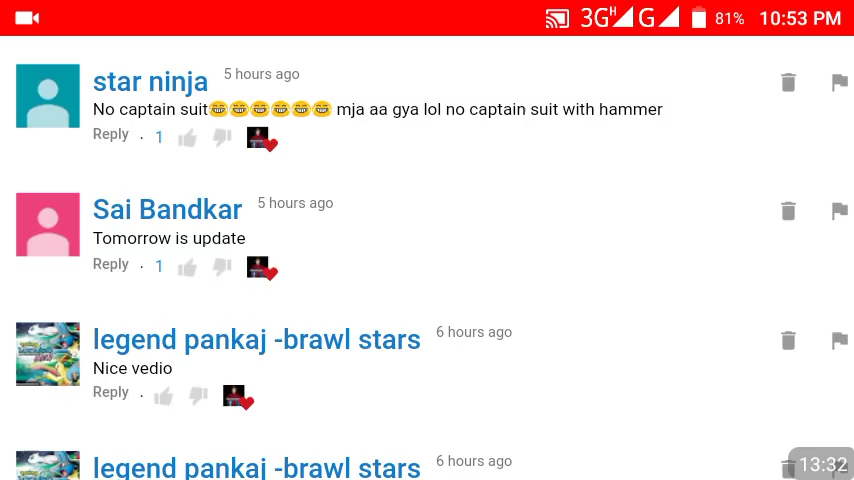 3G H G 81% 10:53 PM
star ninja 5 hours ago
No captain suit😂😂😂😂😂😂 mja aa gya lol no captain suit with hammer
Reply . 1
Sai Bandkar 5 hours ago
Tomorrow is update
Reply . 1
legend pankaj -brawl stars 6 hours ago
Nice vedio
Reply .
legend pankaj -brawl stars 6 hours ago
13:32